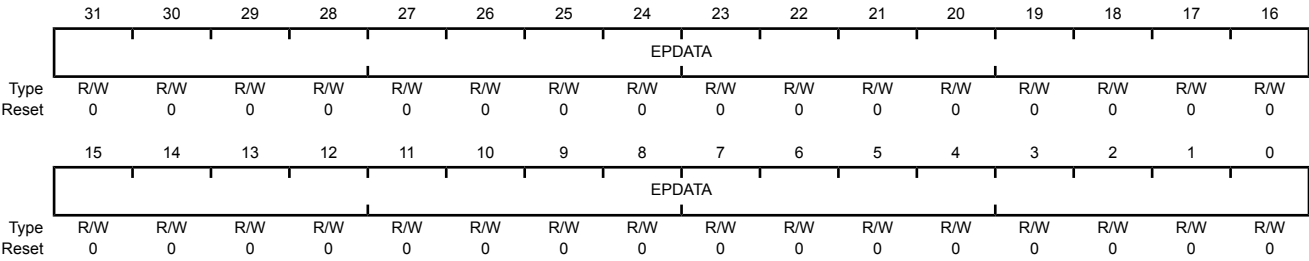 31 30 29 28 27 26 25 24 23 22 21 20 19 18 17 16
EPDATA
Type R/W R/W R/W R/W R/W R/W R/W R/W R/W R/W R/W R/W R/W R/W R/W R/W
Reset 0 0 0 0 0 0 0 0 0 0 0 0 0 0 0 0
15 14 13 12 11 10 9 8 7 6 5 4 3 2 1 0
EPDATA
Type R/W R/W R/W R/W R/W R/W R/W R/W R/W R/W R/W R/W R/W R/W R/W R/W
Reset 0 0 0 0 0 0 0 0 0 0 0 0 0 0 0 0